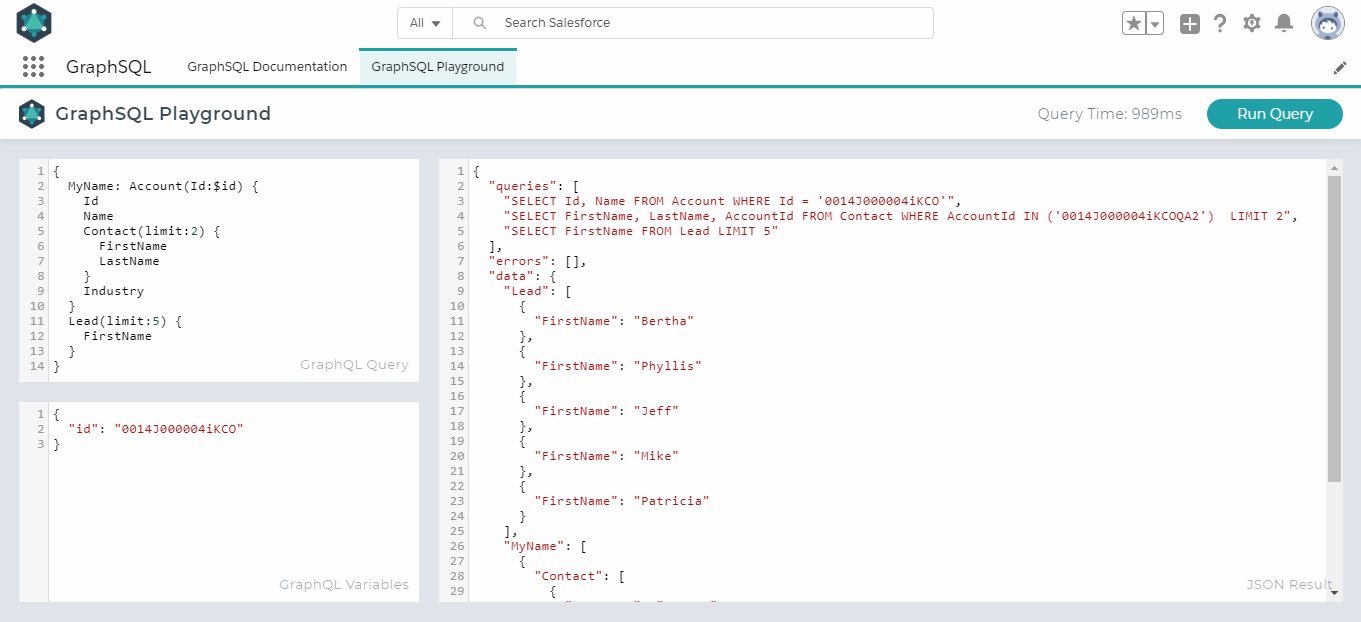 All
Search Salesforce
GraphSQL
GraphSQL Documentation
GraphSQL Playground
GraphSQL Playground
Query Time: 989ms
Run Query
1 {
2   MyName: Account(Id:$id) {
3     Id
4     Name
5     Contact(limit:2) {
6       FirstName
7       LastName
8     }
9     Industry
10   }
11   Lead(limit:5) {
12     FirstName
13   }
14 }
GraphQL Query
1 {
2   "id": "0014J000004iKCO"
3 }
GraphQL Variables
1 {
2   "queries": [
3     "SELECT Id, Name FROM Account WHERE Id = '0014J000004iKCO'",
4     "SELECT FirstName, LastName, AccountId FROM Contact WHERE AccountId IN ('0014J000004iKCOQA2')  LIMIT 2",
5     "SELECT FirstName FROM Lead LIMIT 5"
6   ],
7   "errors": [],
8   "data": {
9     "Lead": [
10       {
11         "FirstName": "Bertha"
12       },
13       {
14         "FirstName": "Phyllis"
15       },
16       {
17         "FirstName": "Jeff"
18       },
19       {
20         "FirstName": "Mike"
21       },
22       {
23         "FirstName": "Patricia"
24       }
25     ],
26     "MyName": [
27       {
28         "Contact": [
29           {
JSON Result